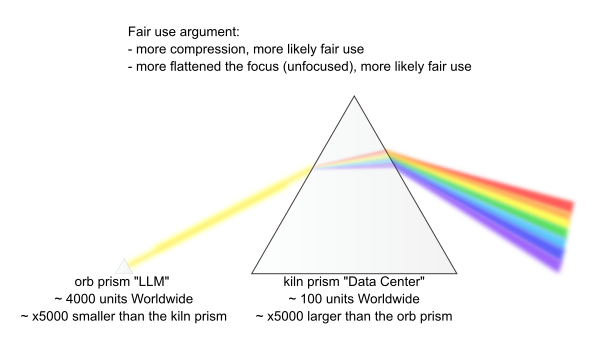 Fair use argument:
- more compression, more likely fair use
- more flattened the focus (unfocused), more likely fair use
orb prism "LLM"
~ 4000 units Worldwide
~ x5000 smaller than the kiln prism
kiln prism "Data Center"
~ 100 units Worldwide
~ x5000 larger than the orb prism